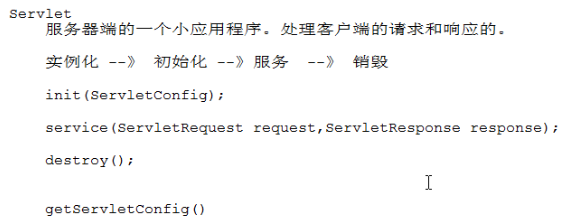 Servlet
服务器端的一个小应用程序。处理客户端的请求和响应的。
实例化 --》 初始化 --》服务 --》 销毁
init(ServletConfig);
service(ServletRequest request,ServletResponse response);
destroy();
getServletConfig()